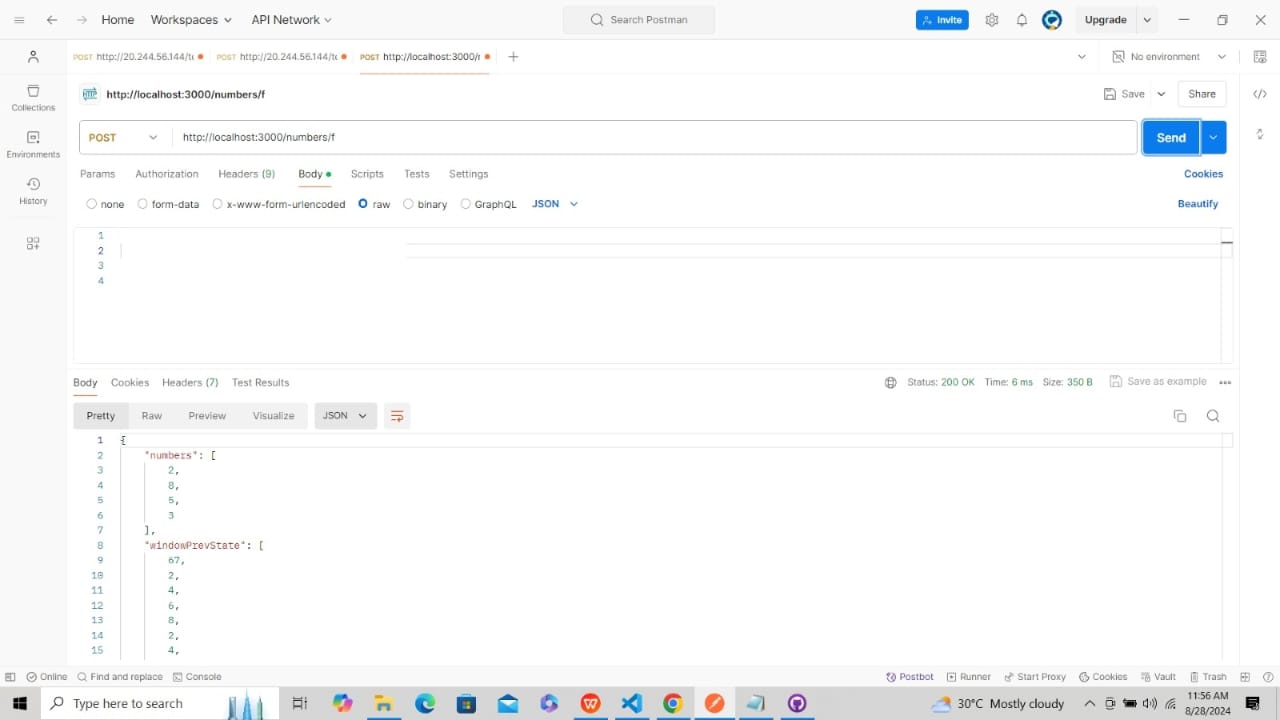 Home Workspaces API Network Search Postman Invite Upgrade
POST http://20.244.56.144/t POST http://20.244.56.144/t POST http://localhost:3000/ No environment
HTTP http://localhost:3000/numbers/f Save Share
Collections
POST http://localhost:3000/numbers/f Send
Environments
Params Authorization Headers (9) Body Scripts Tests Settings Cookies
History
none form-data x-www-form-urlencoded raw binary GraphQL JSON Beautify
1
2
3
4
Body Cookies Headers (7) Test Results Status: 200 OK Time: 6 ms Size: 350 B Save as example
Pretty Raw Preview Visualize JSON
1 {
2 "numbers": [
3 2,
4 8,
5 5,
6 3
7 ],
8 "windowPrevState": [
9 67,
10 2,
11 4,
12 6,
13 8,
14 2,
15 4,
Online Find and replace Console Postbot Runner Start Proxy Cookies Vault Trash
Type here to search 30°C Mostly cloudy 11:56 AM
8/28/2024